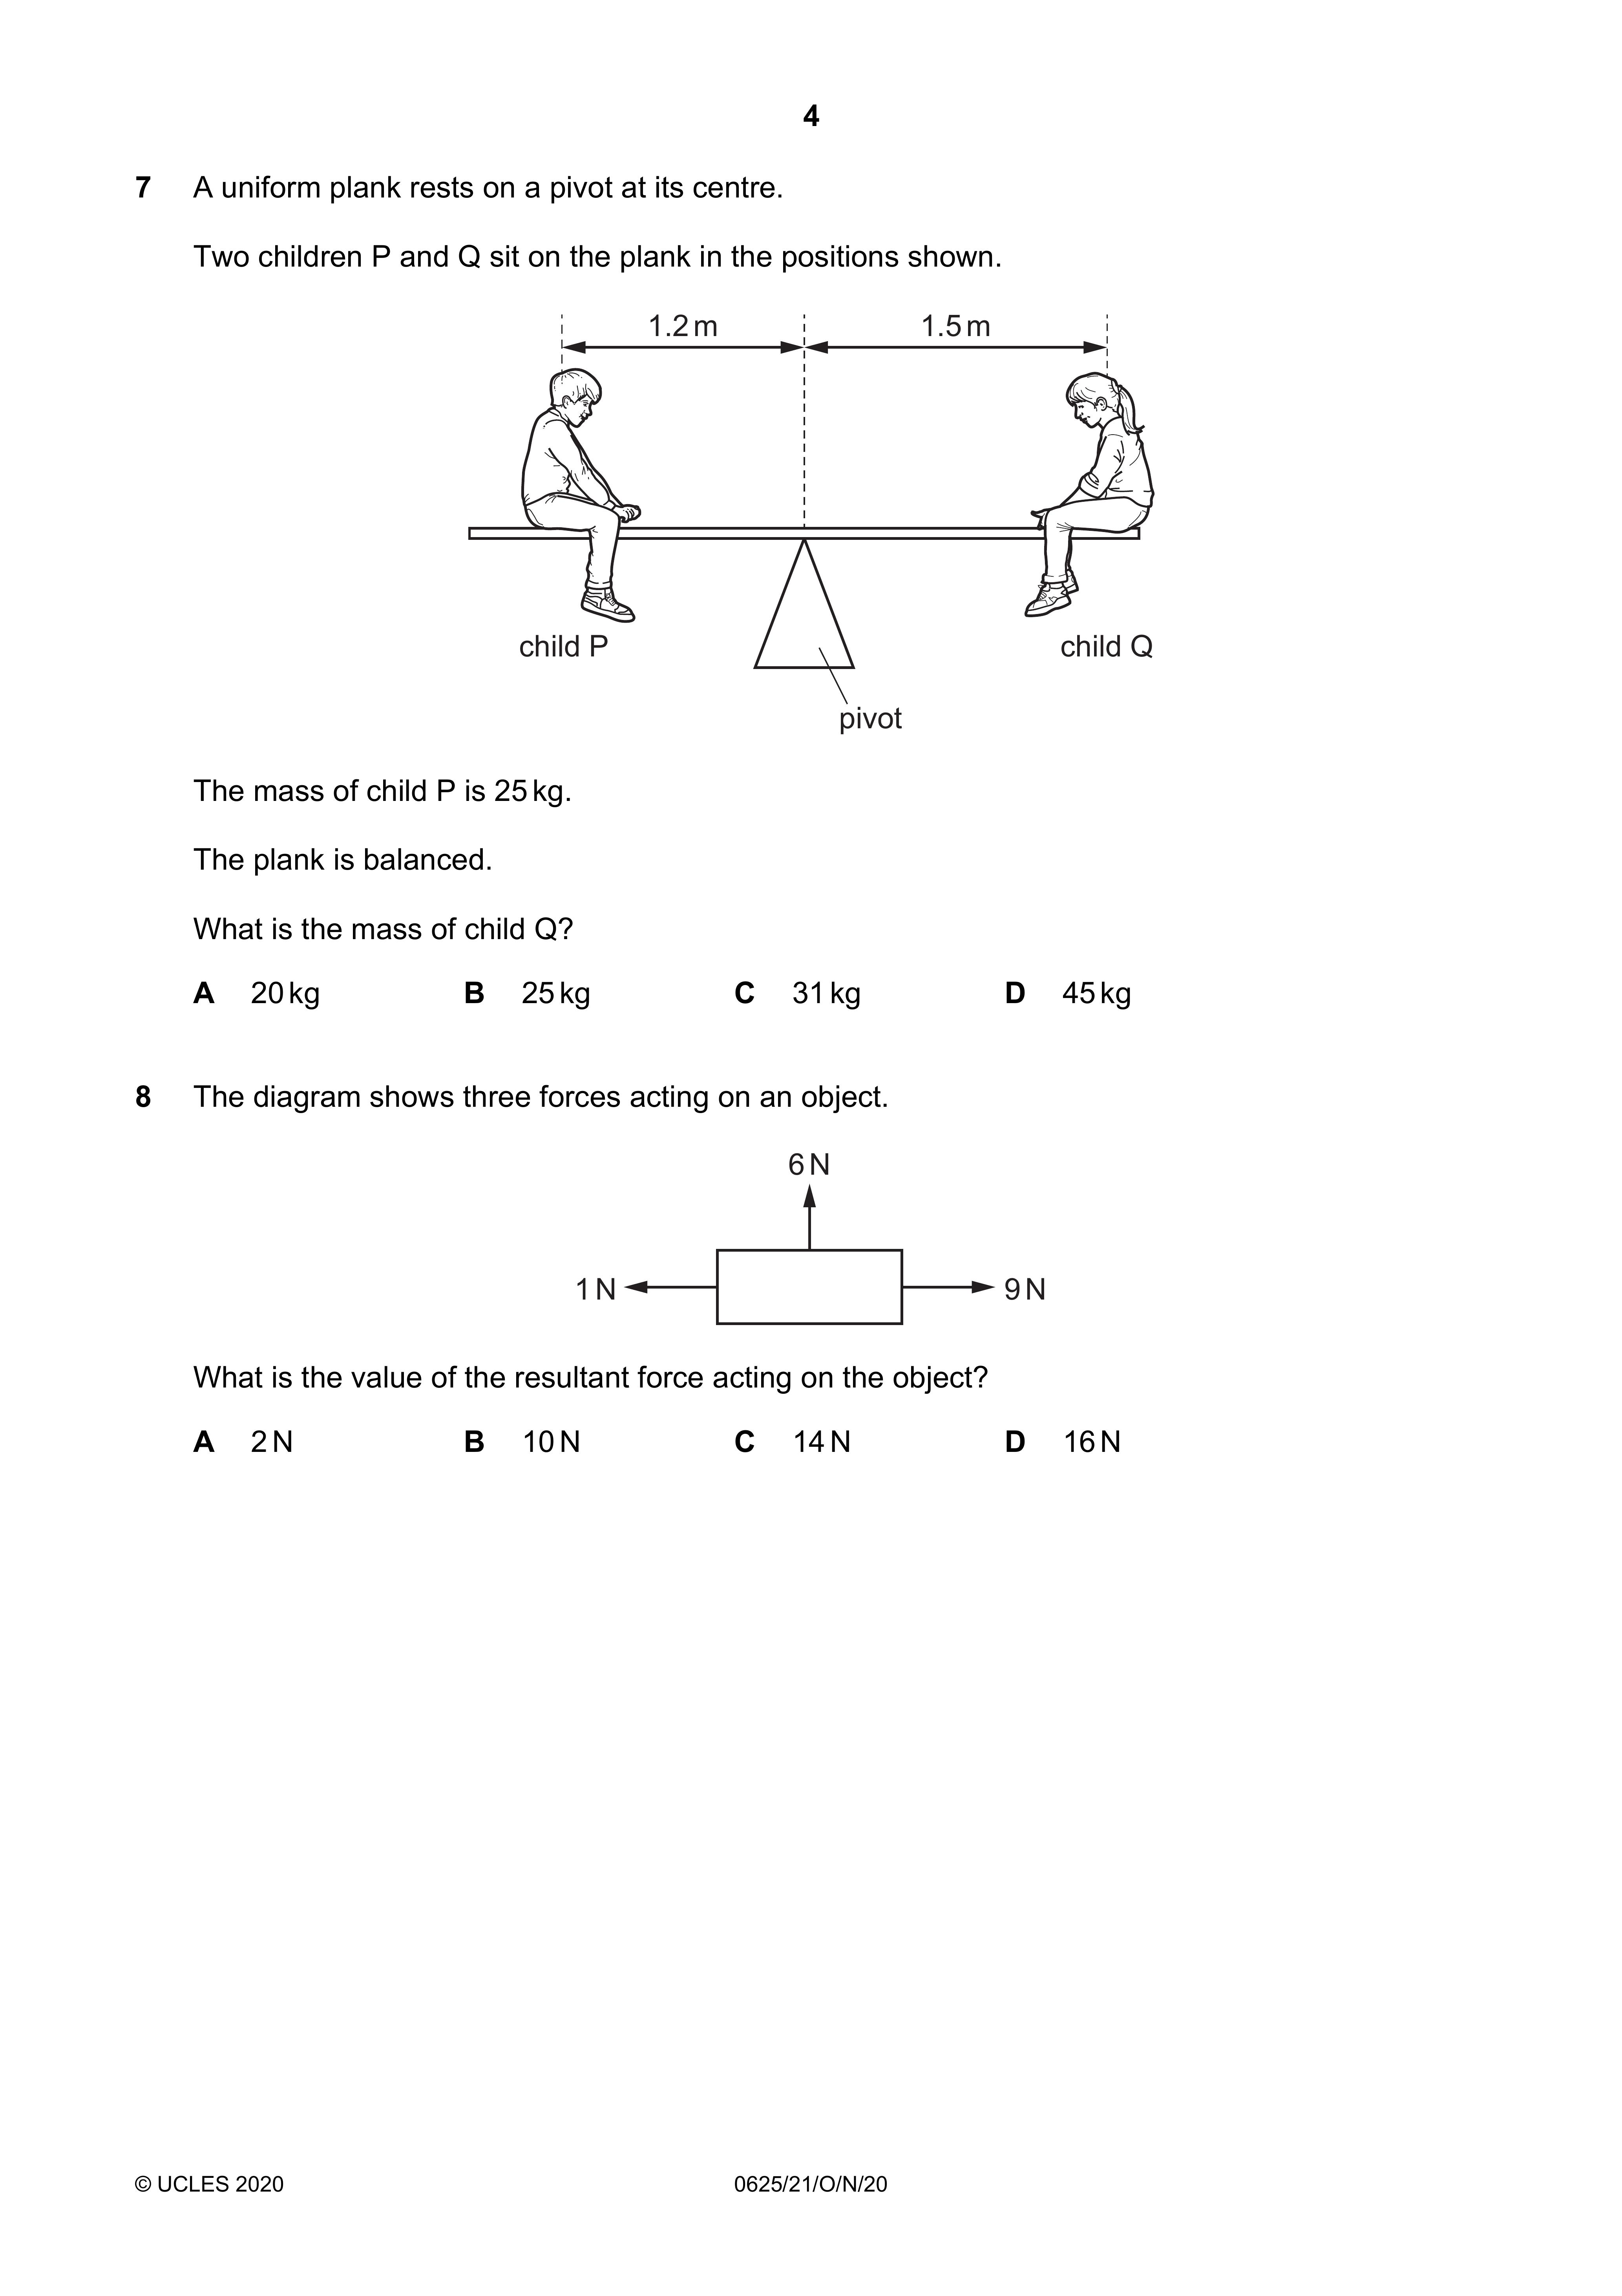 4
7 A uniform plank rests on a pivot at its centre.
Two children P and Q sit on the plank in the positions shown.
1.2 m 1.5 m
child P child Q
pivot
The mass of child P is 25 kg.
The plank is balanced.
What is the mass of child Q?
A 20 kg B 25 kg C 31 kg D 45 kg
8 The diagram shows three forces acting on an object.
6 N
1 N 9 N
What is the value of the resultant force acting on the object?
A 2 N B 10 N C 14 N D 16 N
© UCLES 2020 0625/21/O/N/20